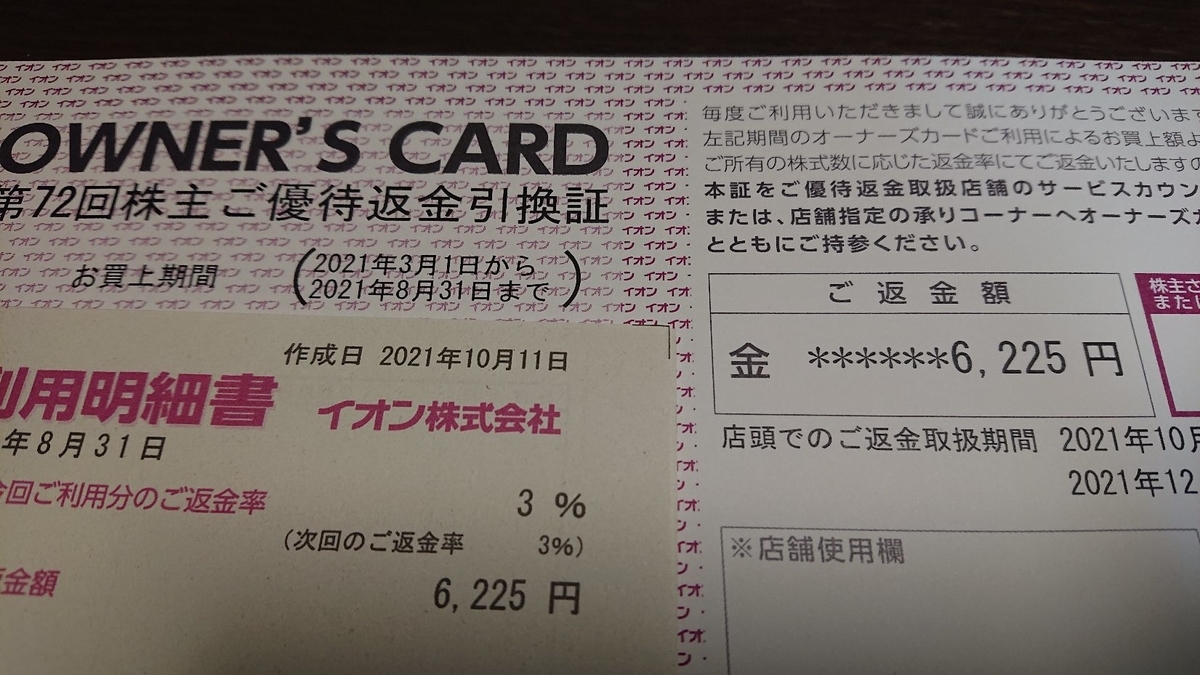 OWNER'S CARD
第72回株主ご優待返金引換証
お買上期間
(2021年3月1日から
2021年8月31日まで)
作成日 2021年10月11日
利用明細書 イオン株式会社
年8月31日
今回ご利用分のご返金率 3 %
(次回のご返金率 3%)
金額 6,225 円
毎度ご利用いただきまして誠にありがとうございます
左記期間のオーナーズカードご利用によるお買上額よ
ご所有の株式数に応じた返金率にてご返金いたしますの
本証をご優待返金取扱店舗のサービスカウン
または、店舗指定の承りコーナーへオーナーズ
とともにご持参ください。
ご返金額
金 ******6,225 円
株主さ
また
店頭でのご返金取扱期間 2021年10月
2021年12
※店舗使用欄